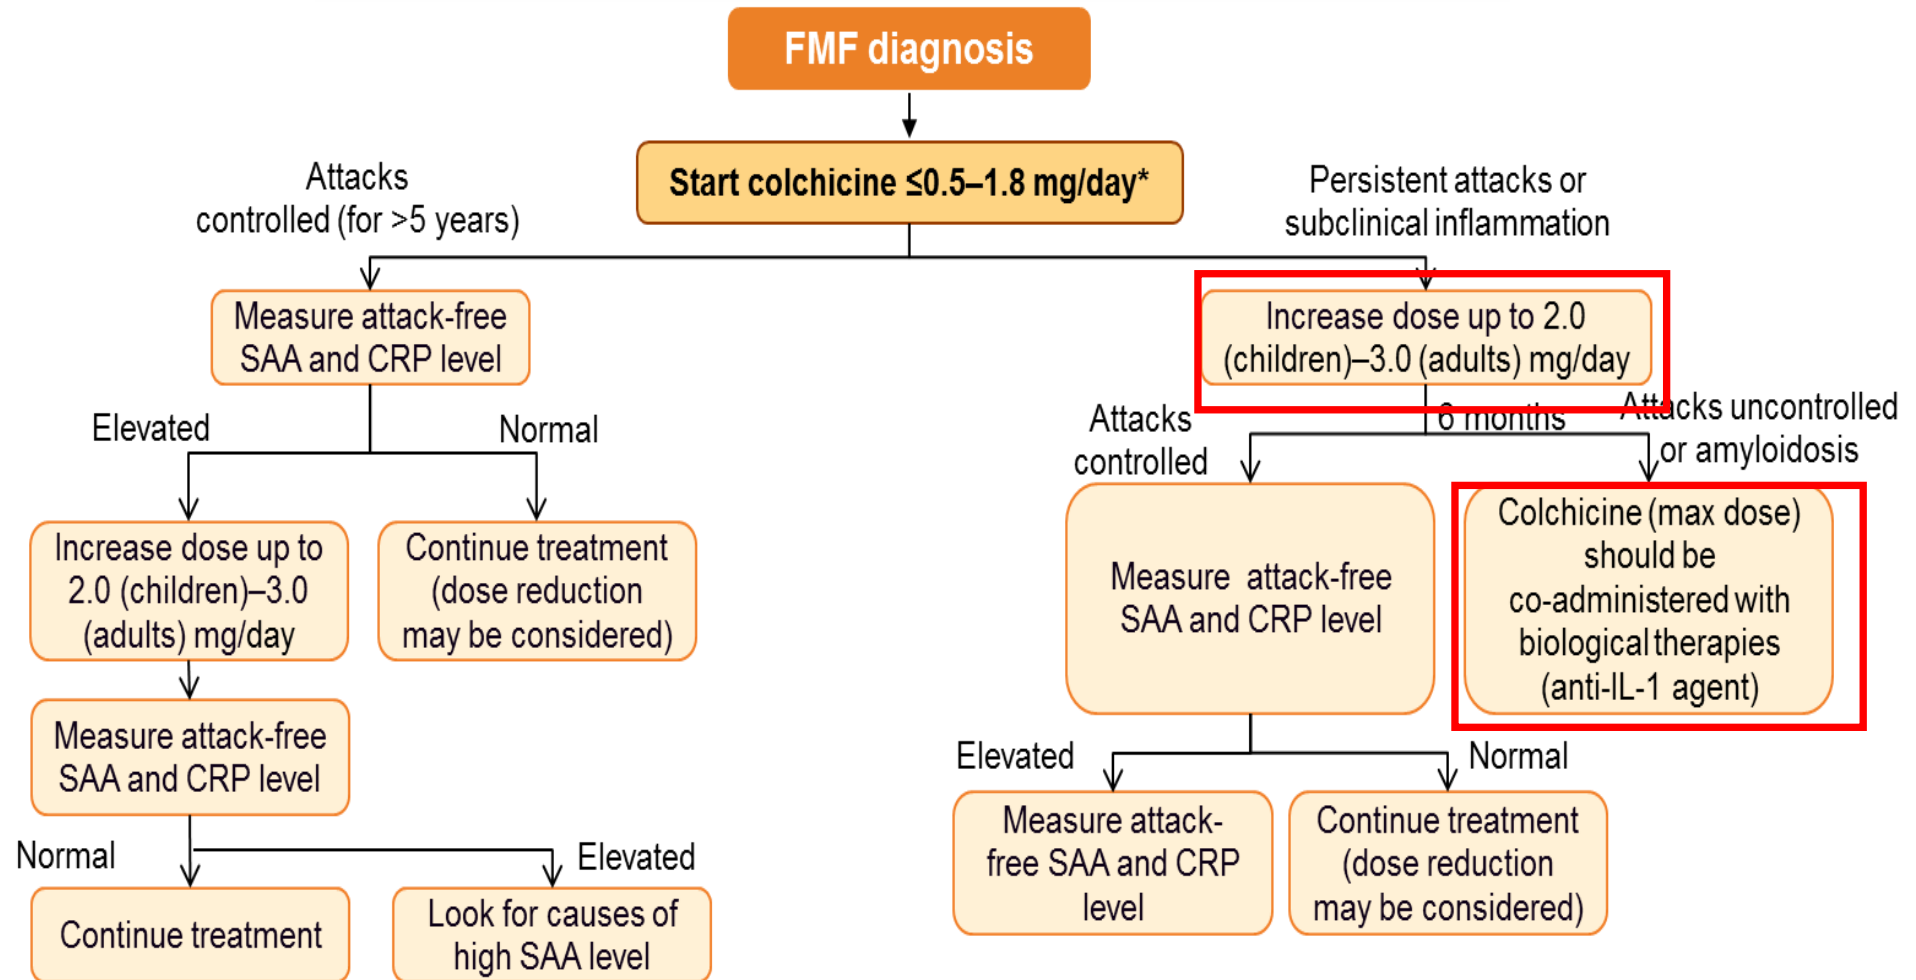 FMF diagnosis
Start colchicine ≤0.5–1.8 mg/day*
Attacks
controlled (for >5 years)
Persistent attacks or
subclinical inflammation
Measure attack-free
SAA and CRP level
Increase dose up to 2.0
(children)–3.0 (adults) mg/day
Elevated
Normal
Attacks
controlled
6 months
Attacks uncontrolled
or amyloidosis
Increase dose up to
2.0 (children)–3.0
(adults) mg/day
Continue treatment
(dose reduction
may be considered)
Measure attack-free
SAA and CRP level
Colchicine (max dose)
should be
co-administered with
biological therapies
(anti-IL-1 agent)
Measure attack-free
SAA and CRP level
Elevated
Normal
Normal
Elevated
Continue treatment
Look for causes of
high SAA level
Measure attack-
free SAA and CRP
level
Continue treatment
(dose reduction
may be considered)